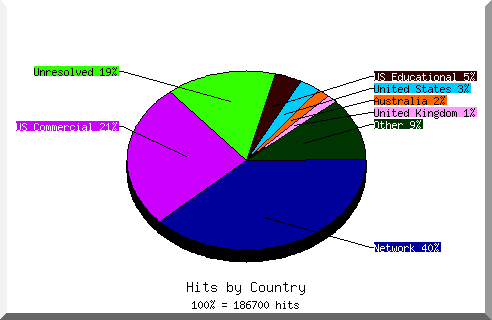 Unresolved 19%
US Educational 5%
United States 3%
Australia 2%
United Kingdom 1%
US Commercial 21%
Other 9%
Network 40%
Hits by Country
100% = 186700 hits